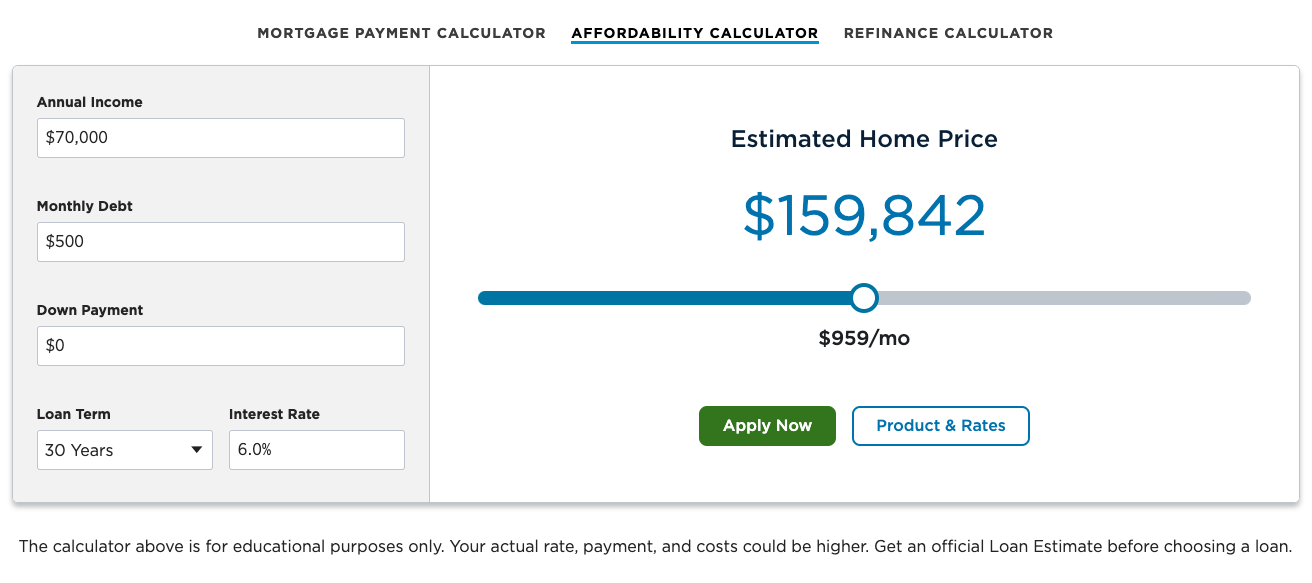 MORTGAGE PAYMENT CALCULATOR AFFORDABILITY CALCULATOR REFINANCE CALCULATOR
Annual Income
$70,000
Monthly Debt
$500
Down Payment
$0
Loan Term Interest Rate
30 Years 6.0%
Estimated Home Price
$159,842
$959/mo
Apply Now Product & Rates
The calculator above is for educational purposes only. Your actual rate, payment, and costs could be higher. Get an official Loan Estimate before choosing a loan.